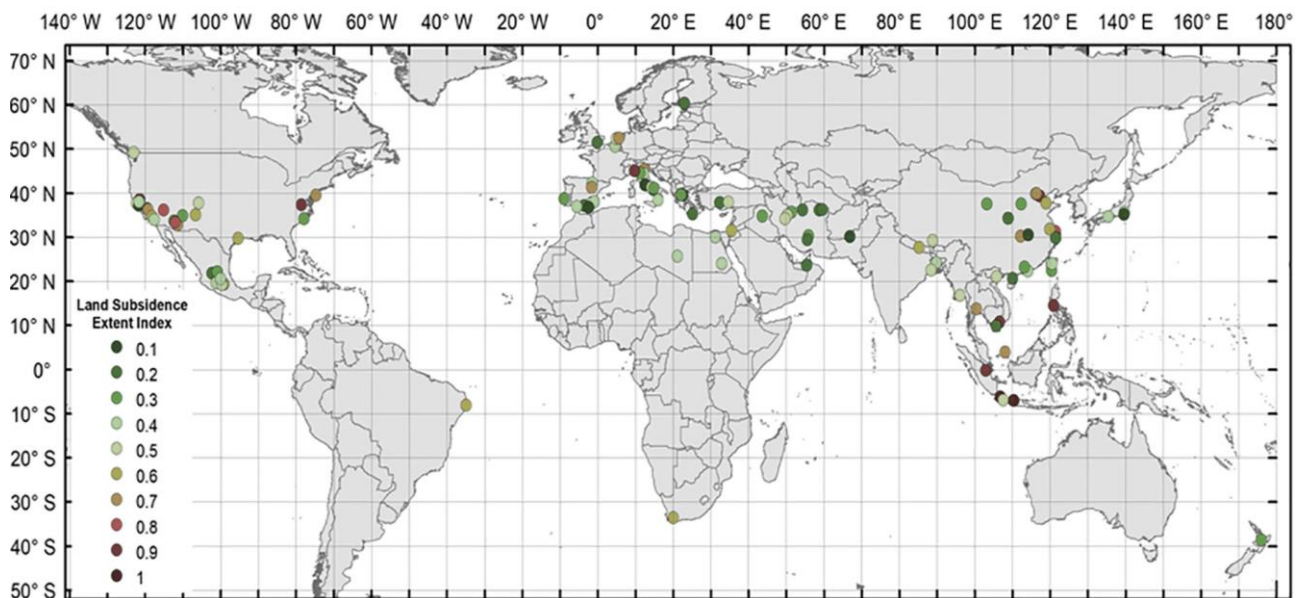 140° W 120° W 100° W 80° W 60° W 40° W 20° W 0° 20° E 40° E 60° E 80° E 100° E 120° E 140° E 160° E 180°
70° N
60° N
50° N
40° N
30° N
20° N
10° N
0°
10° S
20° S
30° S
40° S
50° S
Land Subsidence
Extent Index
0.1
0.2
0.3
0.4
0.5
0.6
0.7
0.8
0.9
1